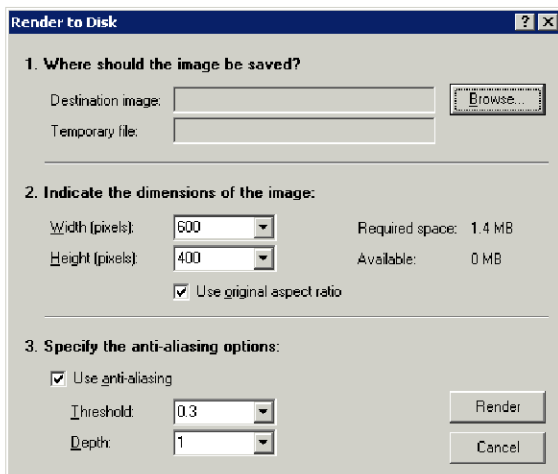 Render to Disk
1. Where should the image be saved?
Destination image:
Browse...
Temporary file:
2. Indicate the dimensions of the image:
Width (pixels): 600 Required space: 1.4 MB
Height (pixels): 400 Available: 0 MB
Use original aspect ratio
3. Specify the anti-aliasing options:
Use anti-aliasing
Threshold: 0.3 Render
Depth: 1 Cancel